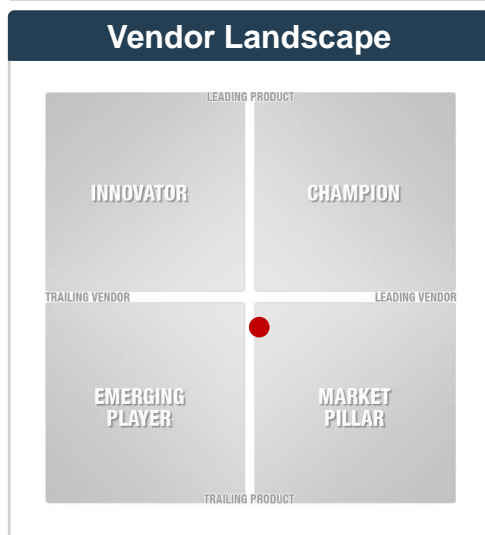 Vendor Landscape
LEADING PRODUCT
INNOVATOR
CHAMPION
TRAILING VENDOR
LEADING VENDOR
EMERGING
PLAYER
MARKET
PILLAR
TRAILING PRODUCT